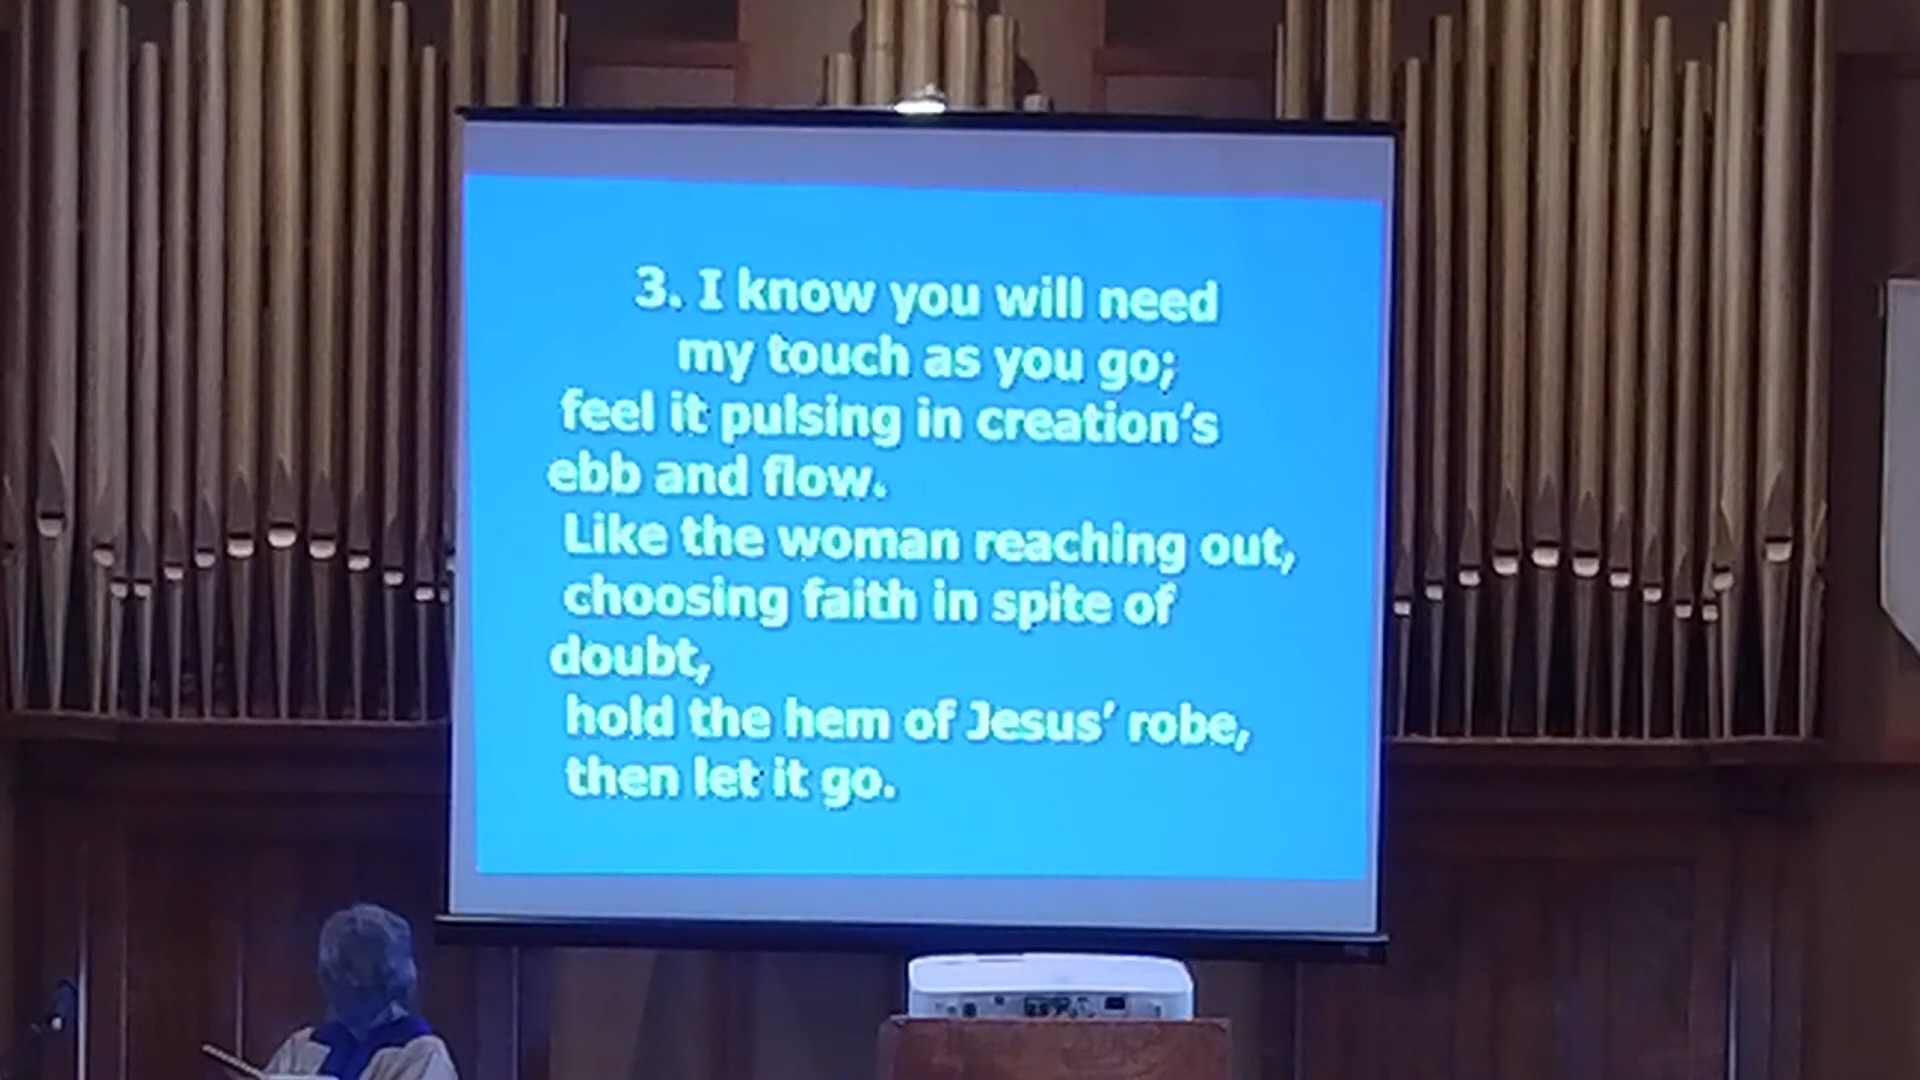 3. I know you will need
my touch as you go;
feel it pulsing in creation's
ebb and flow.
Like the woman reaching out,
choosing faith in spite of
doubt,
hold the hem of Jesus' robe,
then let it go.